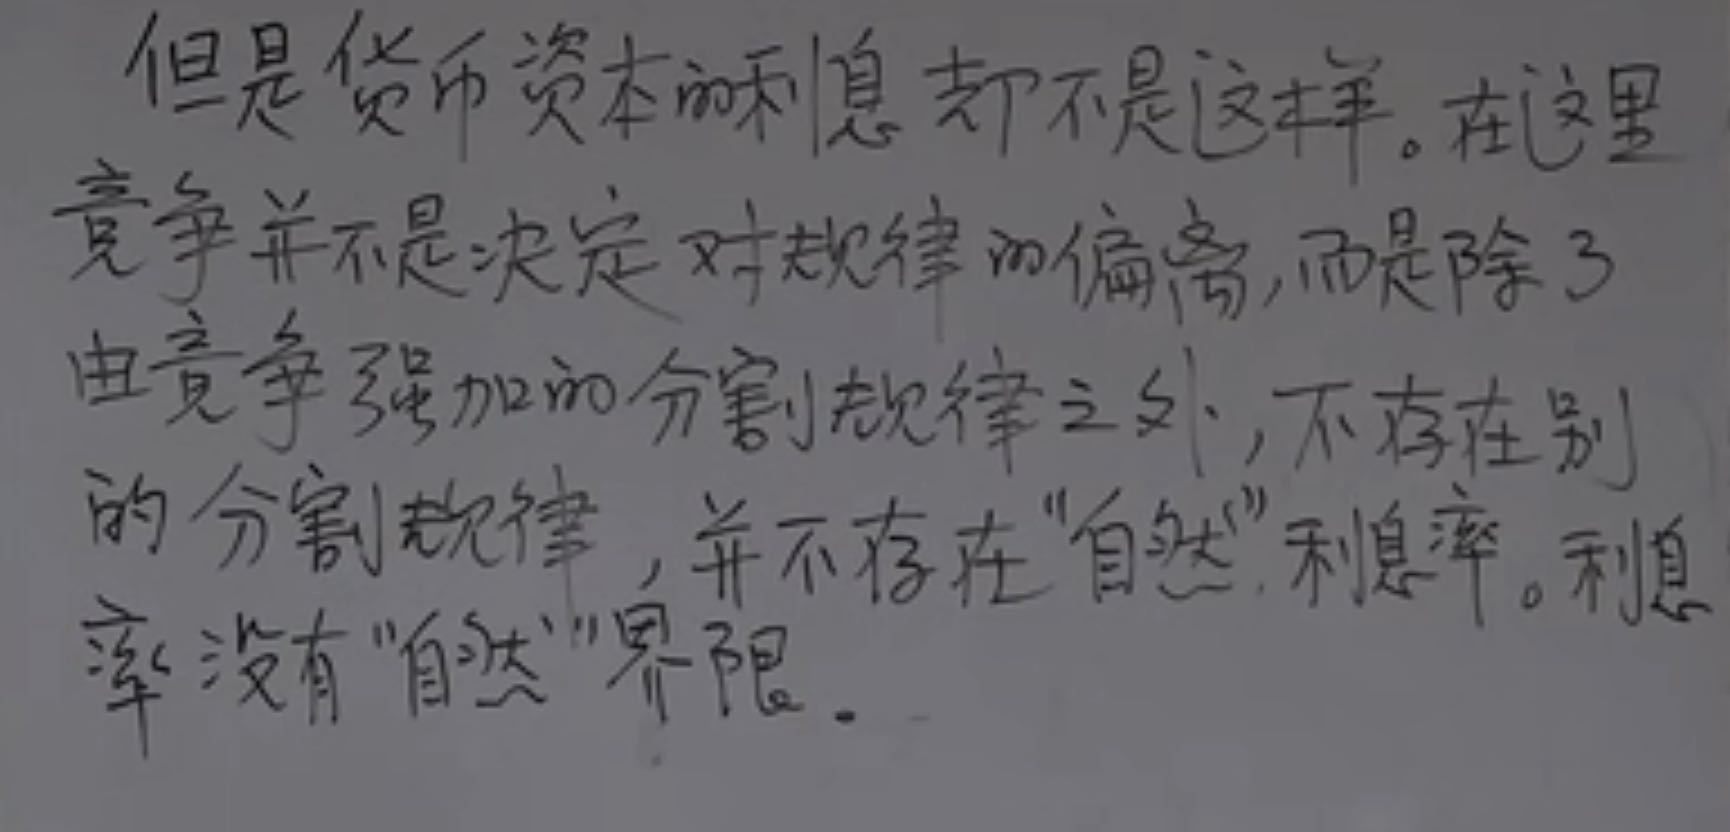 但是货币资本的利息却不是这样。在这里
竞争并不是决定对规律的偏离,而是除了
由竞争强加的分割规律之外,不存在别
的分割规律,并不存在“自然”利息率。利息
率没有“自然”界限.